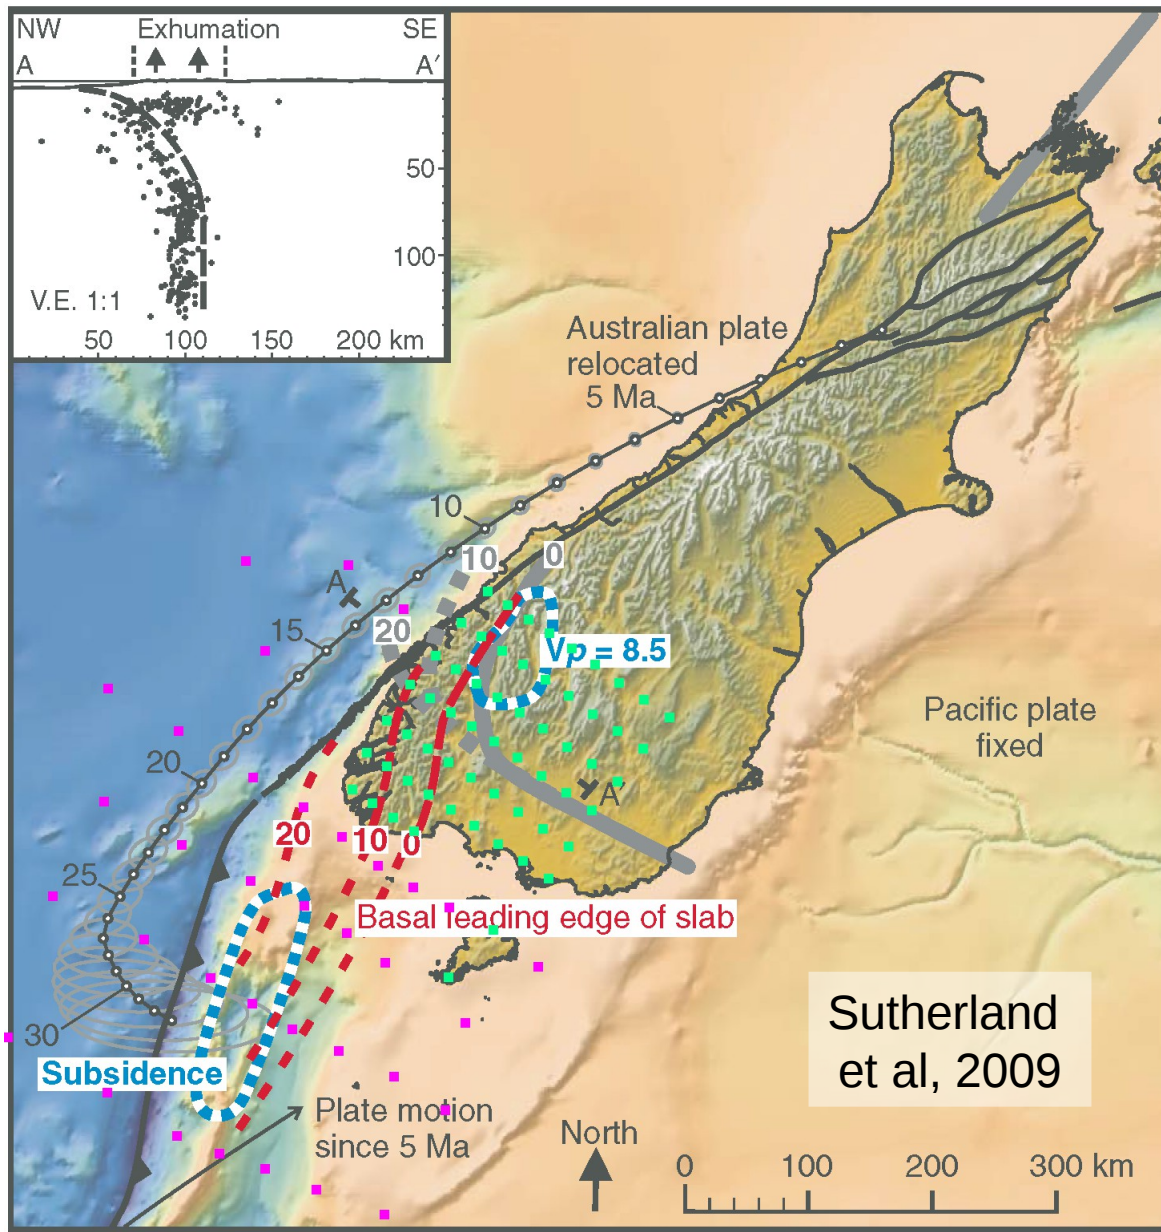 NW Exhumation SE
A A′
50
100
V.E. 1:1
50 100 150 200 km
Australian plate
relocated
5 Ma
10
10
0
A
20
15
Vp = 8.5
Pacific plate
fixed
20
A′
20
10
0
25
Basal leading edge of slab
30
Subsidence
Sutherland
et al, 2009
Plate motion
since 5 Ma
North
0 100 200 300 km